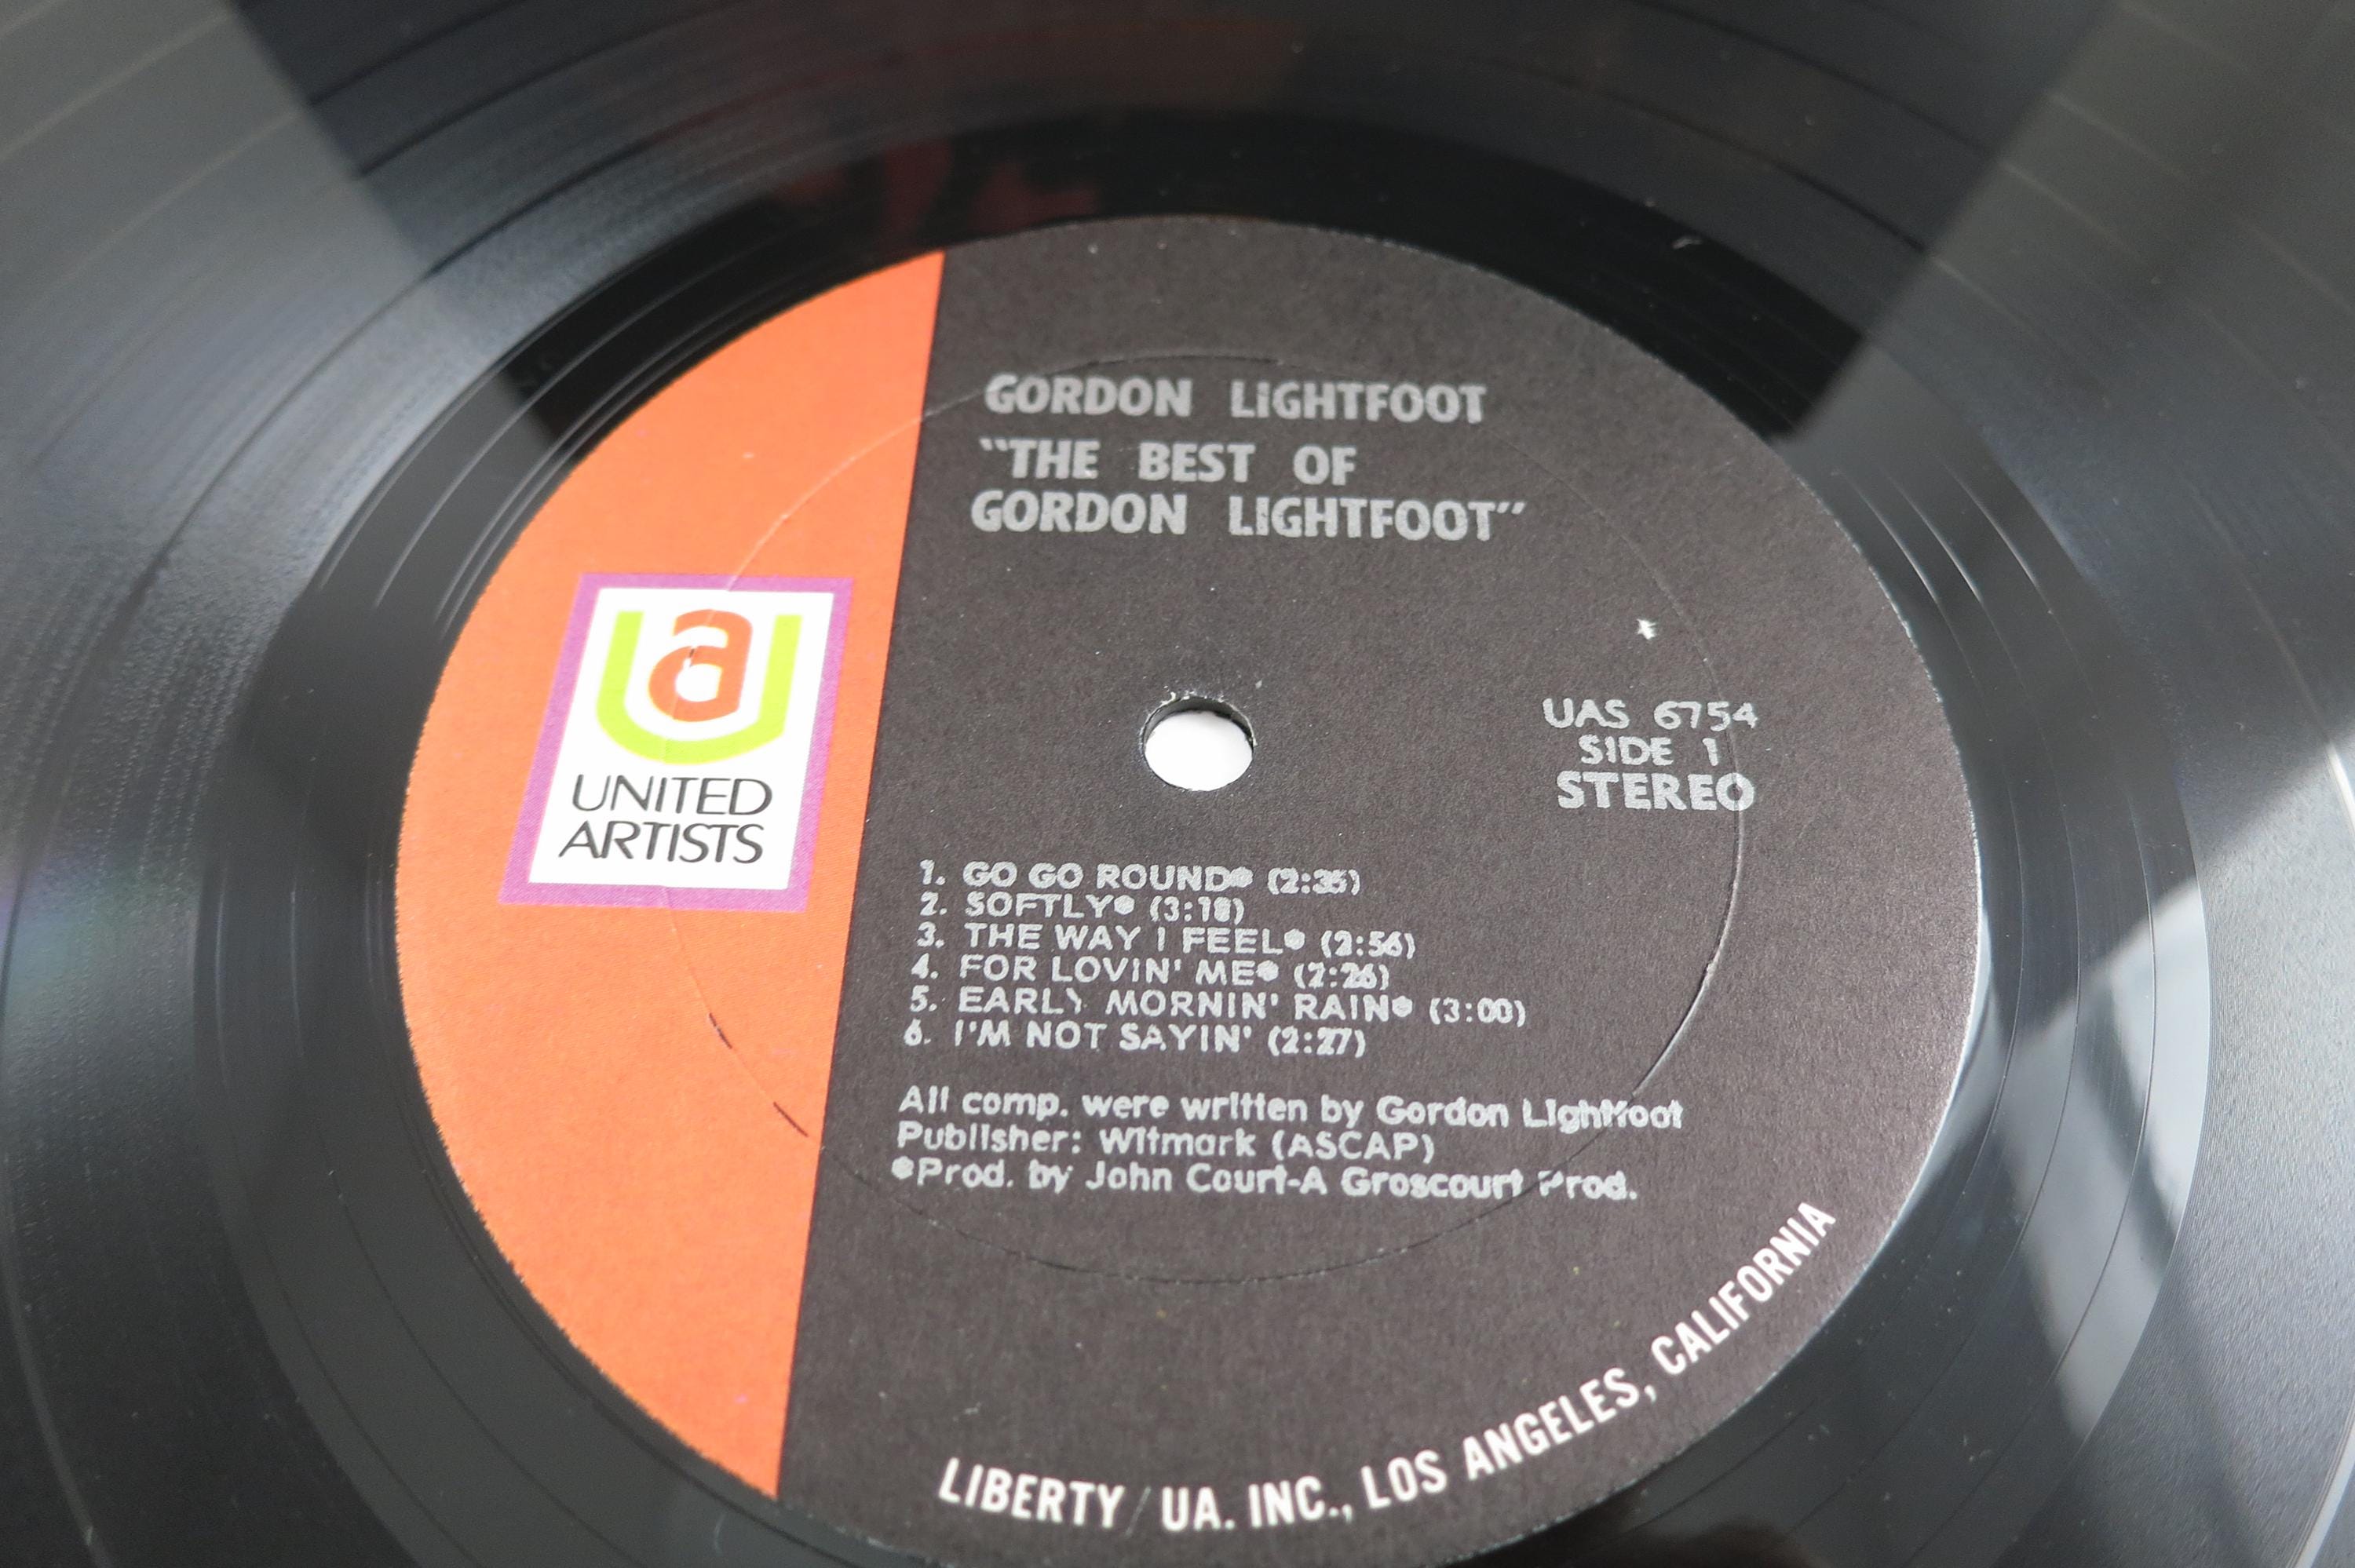 GORDON LIGHTFOOT
"THE BEST OF
GORDON LIGHTFOOT"
ua
UNITED
ARTISTS
UAS 6754
SIDE 1
STEREO
1. GO GO ROUND● (2:35)
2. SOFTLY● (3:18)
3. THE WAY I FEEL● (2:56)
4. FOR LOVIN' ME● (2:26)
5. EARLY MORNIN' RAIN● (3:00)
6. I'M NOT SAYIN' (2:27)
All comp. were written by Gordon Lightfoot
Publisher: Witmark (ASCAP)
●Prod. by John Court-A Groscourt Prod.
LIBERTY/UA. INC., LOS ANGELES, CALIFORNIA